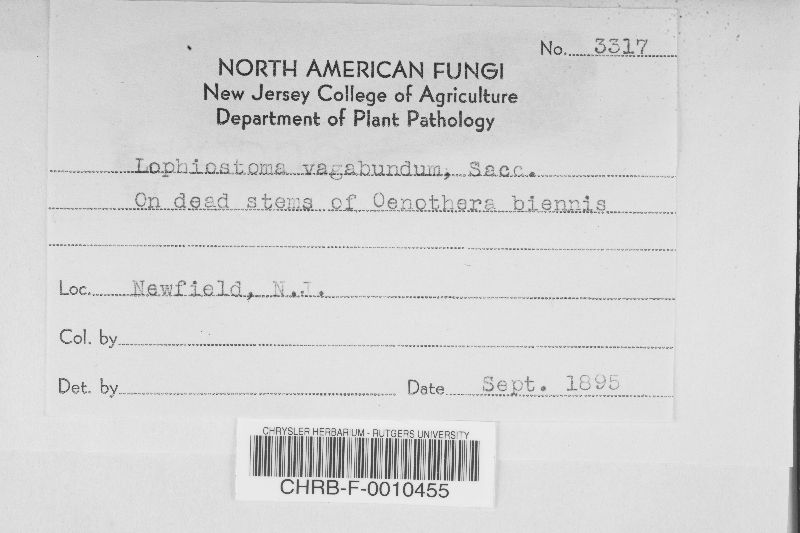 No. 3317
NORTH AMERICAN FUNGI
New Jersey College of Agriculture
Department of Plant Pathology
Lophiostoma vagabundum, Sacc.
On dead stems of Oenothera biennis
Loc. Newfield, N.J.
Col. by
Det. by Date Sept. 1895
CHRYSLER HERBARIUM - RUTGERS UNIVERSITY
CHRB-F-0010455